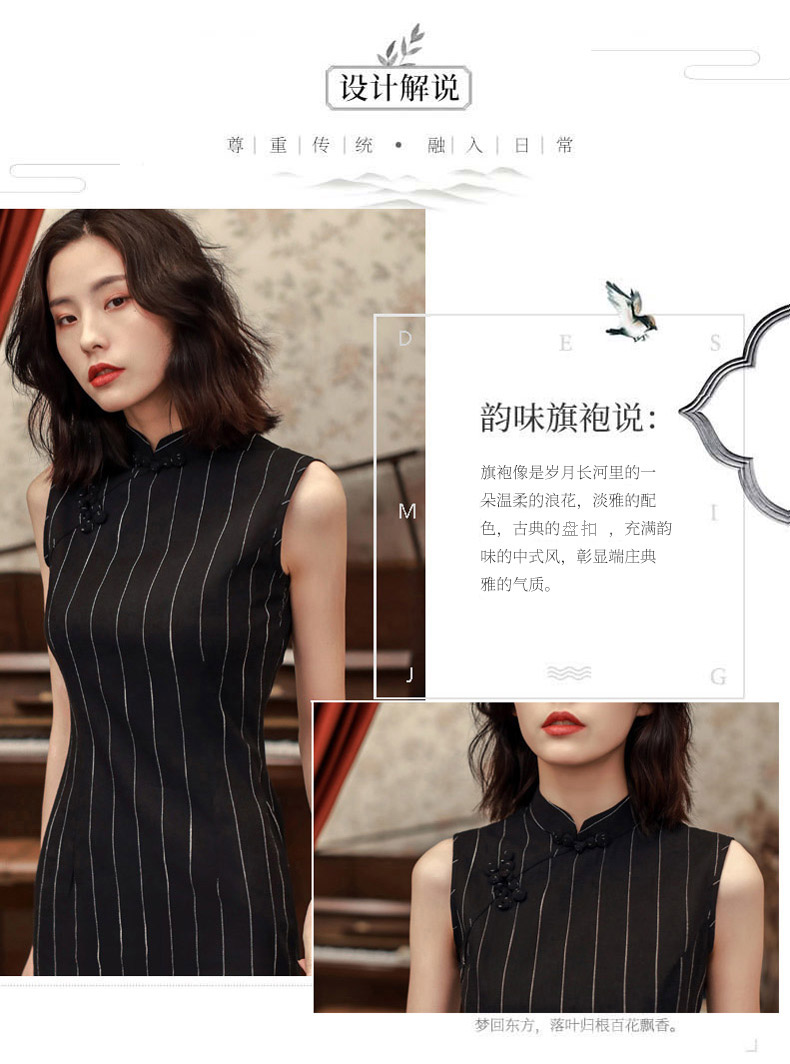 设计解说
尊重传统·融入日常
D E S
韵味旗袍说：
旗袍像是岁月长河里的一
朵温柔的浪花，淡雅的配
M I
色，古典的盘扣 ，充满韵
味的中式风，彰显端庄典
雅的气质。
J G
梦回东方，落叶归根百花飘香。